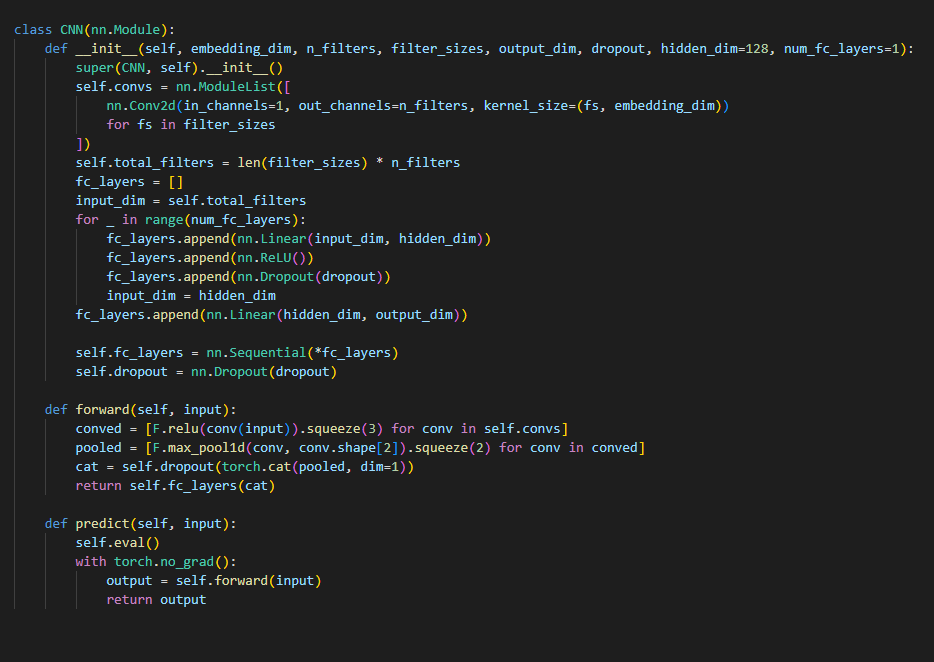 class CNN(nn.Module):
    def __init__(self, embedding_dim, n_filters, filter_sizes, output_dim, dropout, hidden_dim=128, num_fc_layers=1):
        super(CNN, self).__init__()
        self.convs = nn.ModuleList([
            nn.Conv2d(in_channels=1, out_channels=n_filters, kernel_size=(fs, embedding_dim))
            for fs in filter_sizes
        ])
        self.total_filters = len(filter_sizes) * n_filters
        fc_layers = []
        input_dim = self.total_filters
        for _ in range(num_fc_layers):
            fc_layers.append(nn.Linear(input_dim, hidden_dim))
            fc_layers.append(nn.ReLU())
            fc_layers.append(nn.Dropout(dropout))
            input_dim = hidden_dim
        fc_layers.append(nn.Linear(hidden_dim, output_dim))

        self.fc_layers = nn.Sequential(*fc_layers)
        self.dropout = nn.Dropout(dropout)

    def forward(self, input):
        conved = [F.relu(conv(input)).squeeze(3) for conv in self.convs]
        pooled = [F.max_pool1d(conv, conv.shape[2]).squeeze(2) for conv in conved]
        cat = self.dropout(torch.cat(pooled, dim=1))
        return self.fc_layers(cat)

    def predict(self, input):
        self.eval()
        with torch.no_grad():
            output = self.forward(input)
            return output